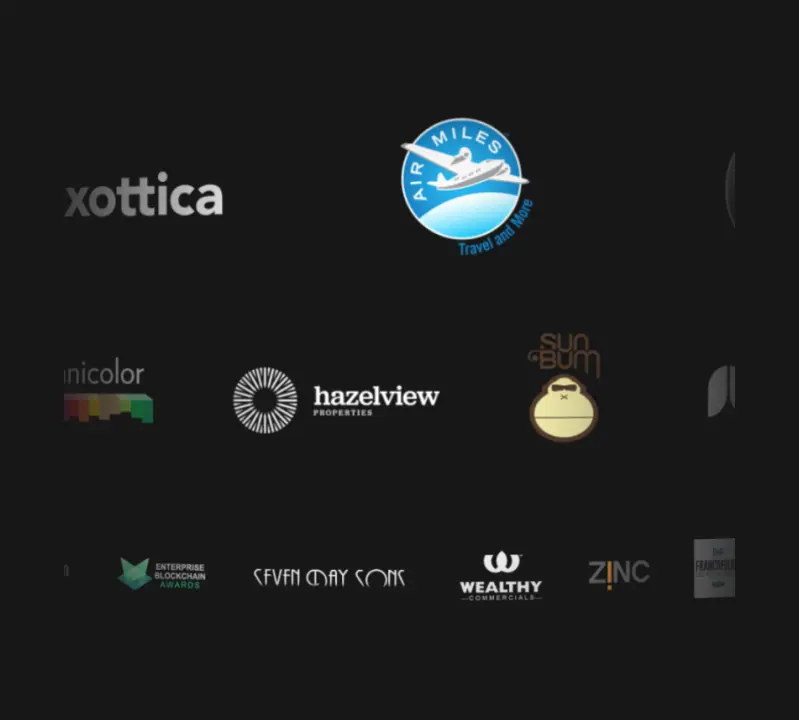 xottica
AIR MILES
Travel and More
nicolor
hazelview
PROPERTIES
SUN
BUM
ENTERPRISE
BLOCKCHAIN
AWARDS
SEVEN DAY SONS
WEALTHY
COMMERCIALS
Z!NC